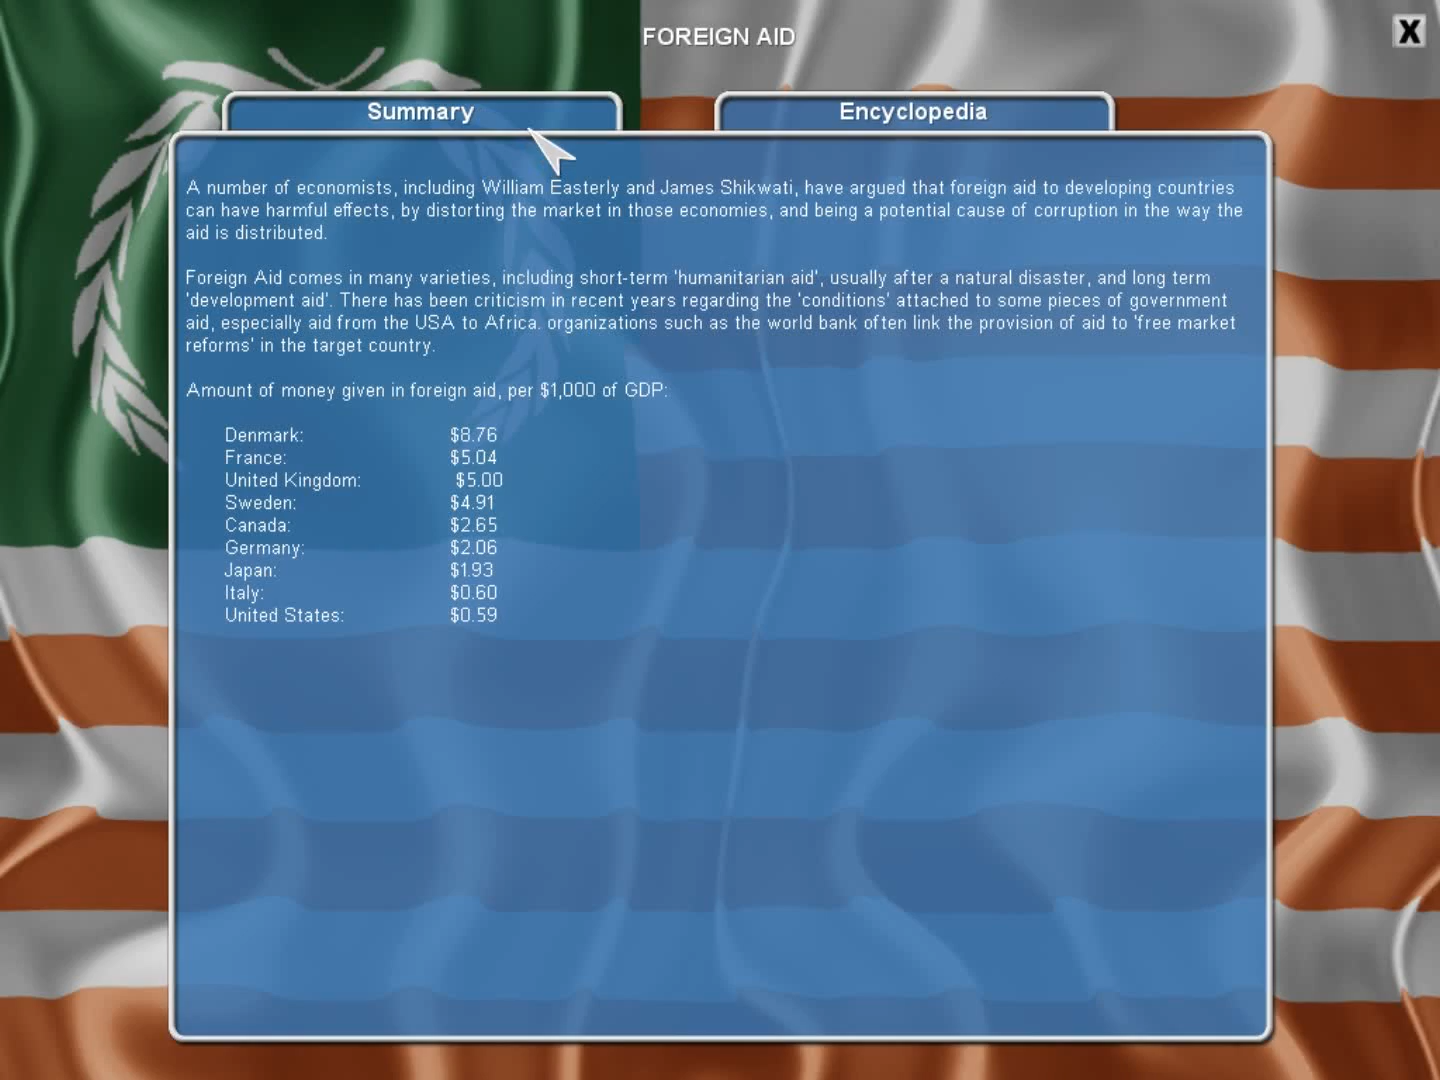 FOREIGN AID
X
Summary
Encyclopedia
A number of economists, including William Easterly and James Shikwati, have argued that foreign aid to developing countries
can have harmful effects, by distorting the market in those economies, and being a potential cause of corruption in the way the
aid is distributed.
Foreign Aid comes in many varieties, including short-term 'humanitarian aid', usually after a natural disaster, and long term
'development aid'. There has been criticism in recent years regarding the 'conditions' attached to some pieces of government
aid, especially aid from the USA to Africa. organizations such as the world bank often link the provision of aid to 'free market
reforms' in the target country.
Amount of money given in foreign aid, per $1,000 of GDP:
Denmark: $8.76
France: $5.04
United Kingdom: $5.00
Sweden: $4.91
Canada: $2.65
Germany: $2.06
Japan: $1.93
Italy: $0.60
United States: $0.59